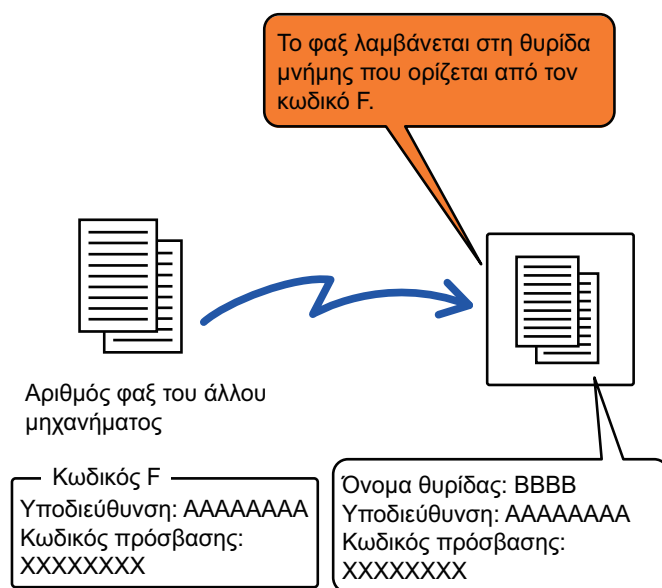 Το φαξ λαμβάνεται στη θυρίδα
μνήμης που ορίζεται από τον
κωδικό F.
Αριθμός φαξ του άλλου
μηχανήματος
Κωδικός F
Υποδιεύθυνση: AAAAAAAA
Κωδικός πρόσβασης:
XXXXXXXX
Όνομα θυρίδας: BBBB
Υποδιεύθυνση: AAAAAAAA
Κωδικός πρόσβασης:
XXXXXXXX